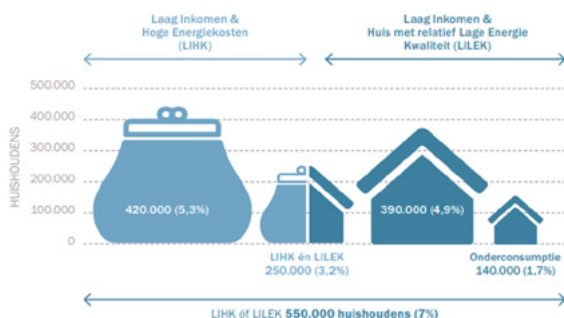 Laag Inkomen &
Hoge Energiekosten
(LIHK)
Laag Inkomen &
Huis met relatief Lage Energie
Kwaliteit (LILEK)
HUISHOUDENS
500.000
400.000
300.000
200.000
100.000
0
420.000 (5,3%)
LIHK én LILEK
250.000 (3,2%)
390.000 (4,9%)
Onderconsumptie
140.000 (1,7%)
LIHK óf LILEK 550.000 huishoudens (7%)